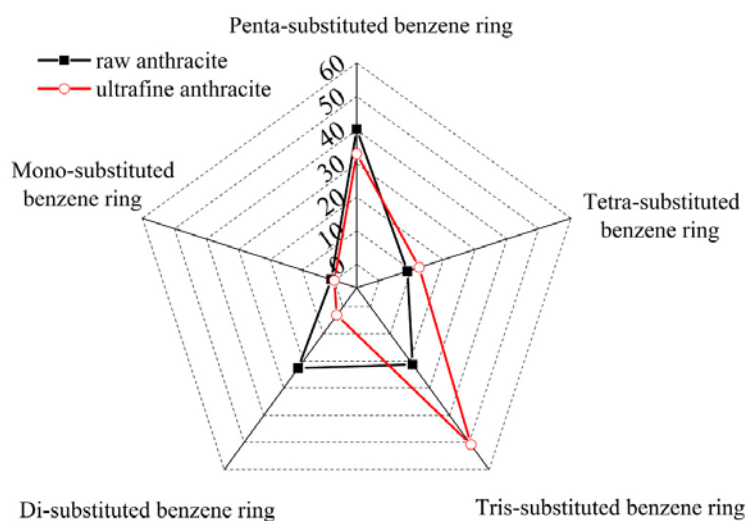 Penta-substituted benzene ring
raw anthracite
ultrafine anthracite
60
50
40
30
20
10
0
Mono-substituted
benzene ring
Tetra-substituted
benzene ring
Di-substituted benzene ring
Tris-substituted benzene ring